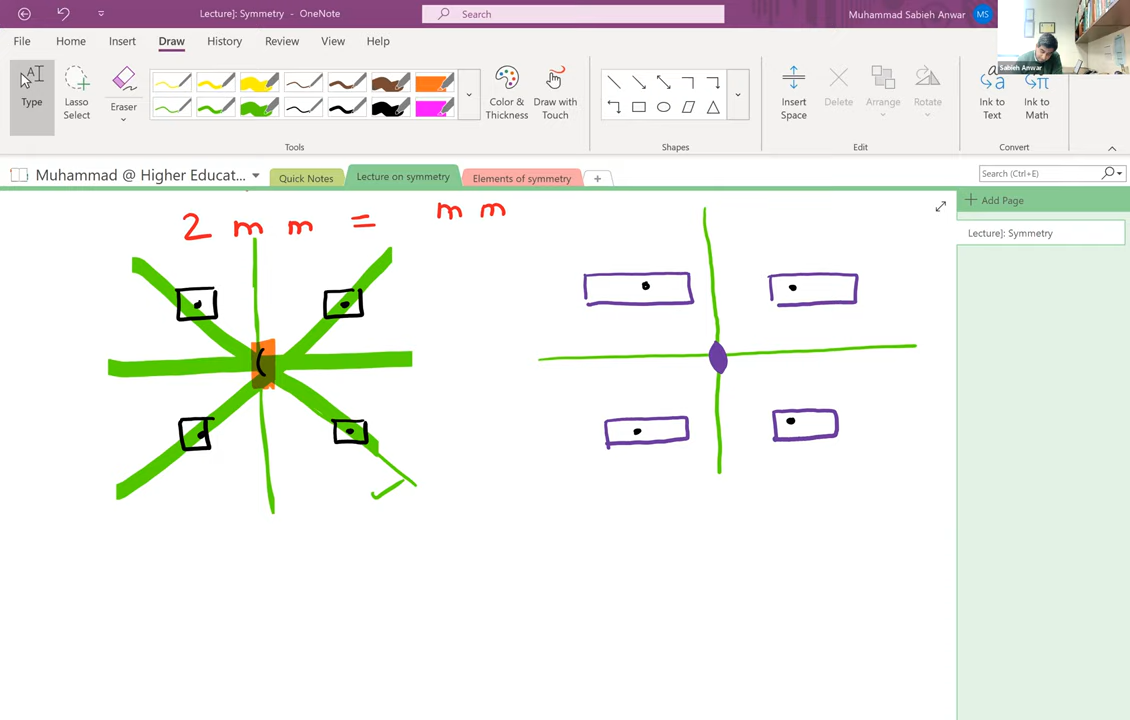 Lecture]: Symmetry - OneNote
Search
Muhammad Sabieh Anwar
MS
File
Home
Insert
Draw
History
Review
View
Help
Type
Lasso Select
Eraser
Color & Thickness
Draw with Touch
Insert Space
Delete
Arrange
Rotate
Ink to Text
Ink to Math
Tools
Shapes
Edit
Convert
Sabieh Anwar
Muhammad @ Higher Educat...
Quick Notes
Lecture on symmetry
Elements of symmetry
Search (Ctrl+E)
Add Page
Lecture]: Symmetry
2 m m = m m